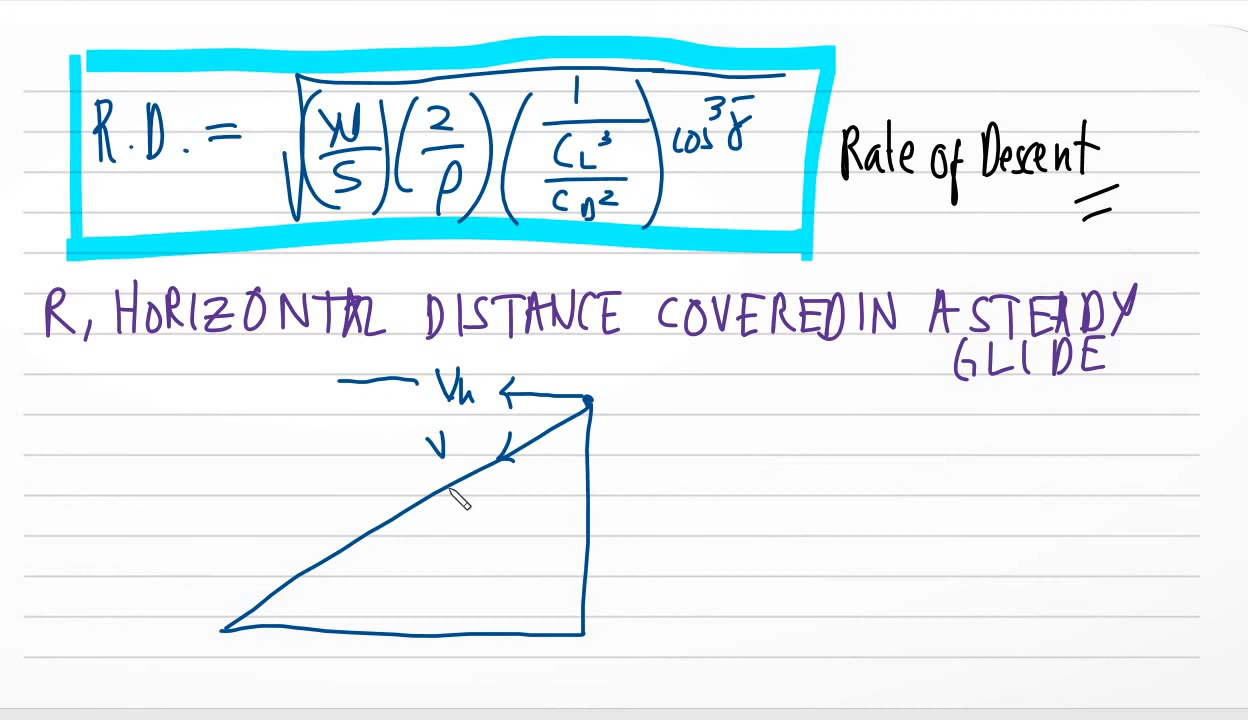 R.D. = √(W/S)(2/ρ)(1/(CL³/CD²)) cos³γ̄
Rate of Descent
R, HORIZONTAL DISTANCE COVERED IN A STEADY
GLIDE
Vh
V